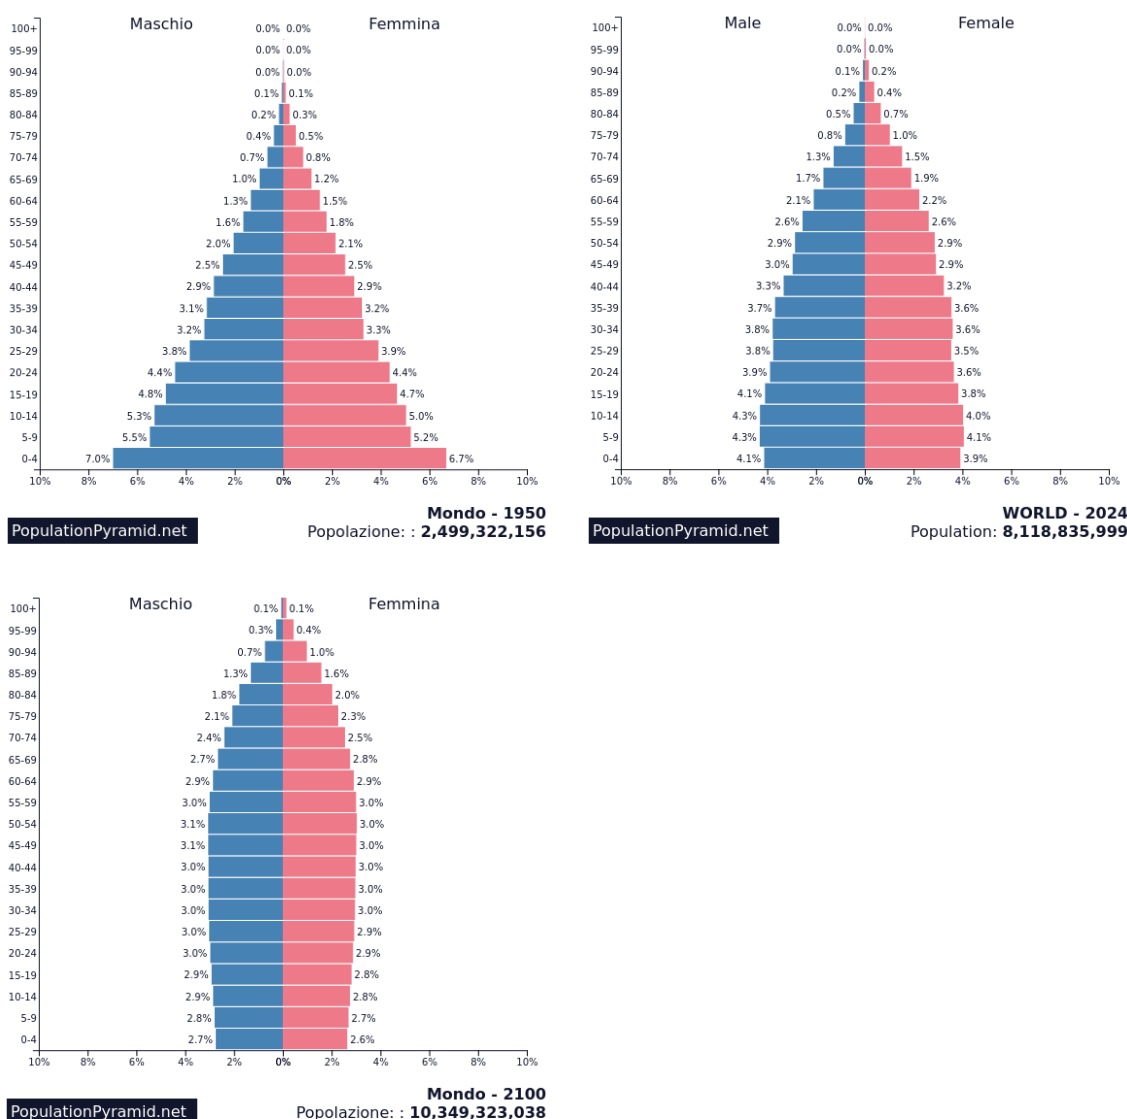 Maschio Femmina
100+ 0.0% 0.0%
95-99 0.0% 0.0%
90-94 0.0% 0.0%
85-89 0.1% 0.1%
80-84 0.2% 0.3%
75-79 0.4% 0.5%
70-74 0.7% 0.8%
65-69 1.0% 1.2%
60-64 1.3% 1.5%
55-59 1.6% 1.8%
50-54 2.0% 2.1%
45-49 2.5% 2.5%
40-44 2.9% 2.9%
35-39 3.1% 3.2%
30-34 3.2% 3.3%
25-29 3.8% 3.9%
20-24 4.4% 4.4%
15-19 4.8% 4.7%
10-14 5.3% 5.0%
5-9 5.5% 5.2%
0-4 7.0% 6.7%
10% 8% 6% 4% 2% 0% 2% 4% 6% 8% 10%
Mondo - 1950
PopulationPyramid.net Popolazione: : 2,499,322,156
Male Female
100+ 0.0% 0.0%
95-99 0.0% 0.0%
90-94 0.1% 0.2%
85-89 0.2% 0.4%
80-84 0.5% 0.7%
75-79 0.8% 1.0%
70-74 1.3% 1.5%
65-69 1.7% 1.9%
60-64 2.1% 2.2%
55-59 2.6% 2.6%
50-54 2.9% 2.9%
45-49 3.0% 2.9%
40-44 3.3% 3.2%
35-39 3.7% 3.6%
30-34 3.8% 3.6%
25-29 3.8% 3.5%
20-24 3.9% 3.6%
15-19 4.1% 3.8%
10-14 4.3% 4.0%
5-9 4.3% 4.1%
0-4 4.1% 3.9%
10% 8% 6% 4% 2% 0% 2% 4% 6% 8% 10%
WORLD - 2024
PopulationPyramid.net Population: 8,118,835,999
Maschio Femmina
100+ 0.1% 0.1%
95-99 0.3% 0.4%
90-94 0.7% 1.0%
85-89 1.3% 1.6%
80-84 1.8% 2.0%
75-79 2.1% 2.3%
70-74 2.4% 2.5%
65-69 2.7% 2.8%
60-64 2.9% 2.9%
55-59 3.0% 3.0%
50-54 3.1% 3.0%
45-49 3.1% 3.0%
40-44 3.0% 3.0%
35-39 3.0% 3.0%
30-34 3.0% 3.0%
25-29 3.0% 2.9%
20-24 3.0% 2.9%
15-19 2.9% 2.8%
10-14 2.9% 2.8%
5-9 2.8% 2.7%
0-4 2.7% 2.6%
10% 8% 6% 4% 2% 0% 2% 4% 6% 8% 10%
Mondo - 2100
PopulationPyramid.net Popolazione: : 10,349,323,038